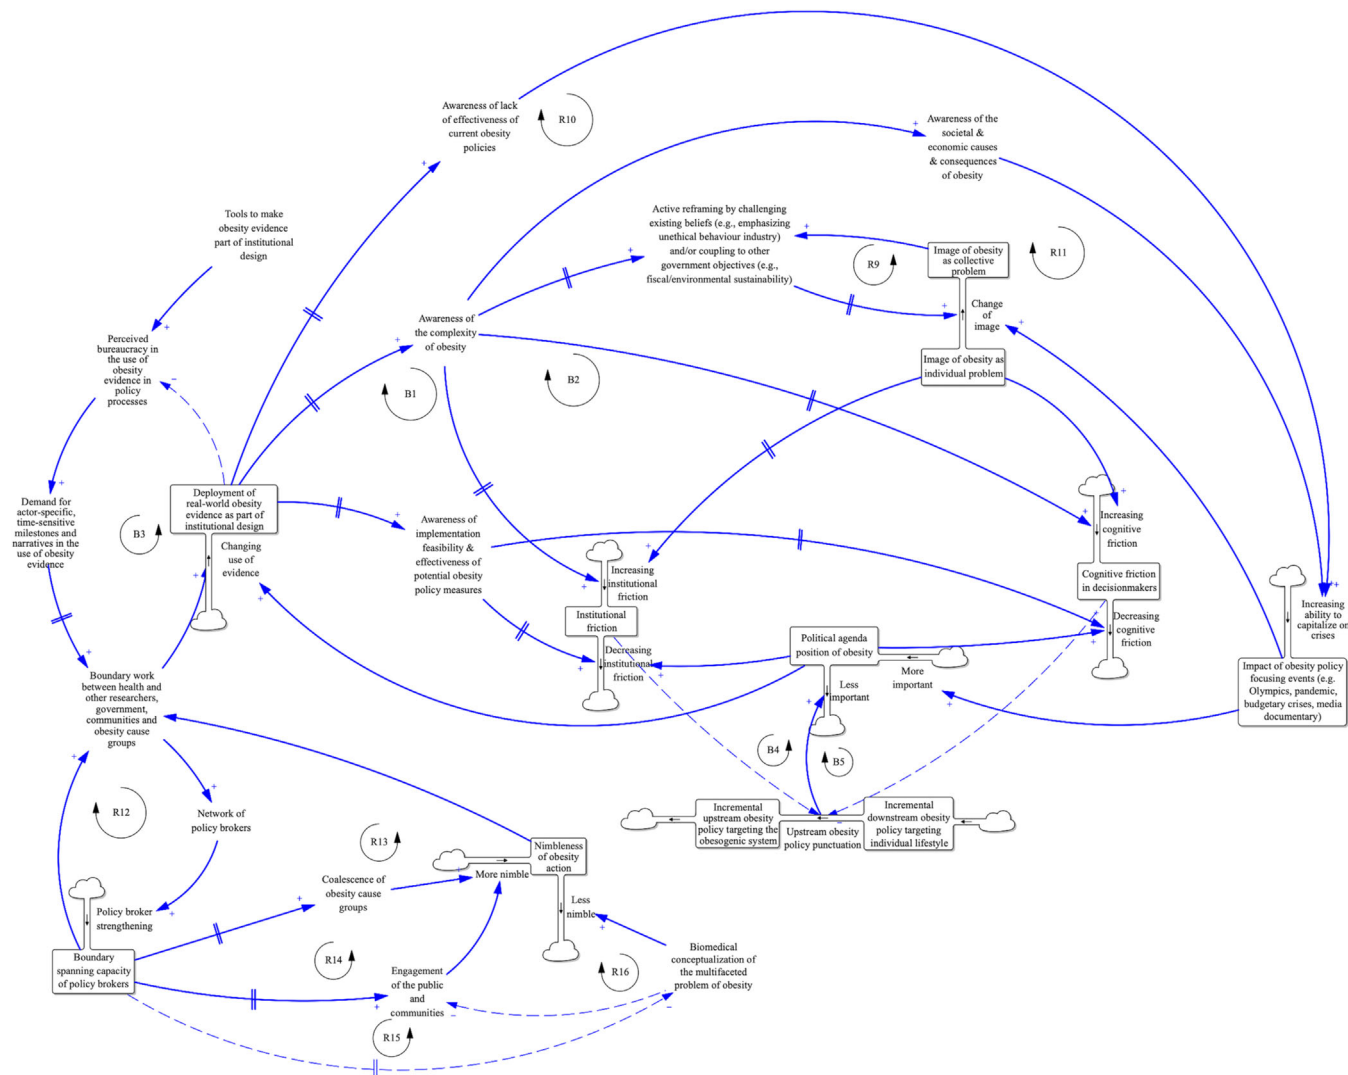 Awareness of lack
of effectiveness of
current obesity
policies
R10
Awareness of the
societal &
economic causes
& consequences
of obesity
Tools to make
obesity evidence
part of institutional
design
Active reframing by challenging
existing beliefs (e.g., emphasizing
unethical behaviour industry)
and/or coupling to other
government objectives (e.g.,
fiscal/environmental sustainability)
R9
Image of obesity
as collective
problem
R11
Change
of
image
Image of obesity as
individual problem
Awareness of
the complexity
of obesity
B1
B2
Perceived
bureaucracy in
the use of
obesity
evidence in
policy
processes
Demand for
actor-specific,
time-sensitive
milestones and
narratives in the
use of obesity
evidence
B3
Deployment of
real-world obesity
evidence as part of
institutional design
Changing
use of
evidence
Awareness of
implementation
feasibility &
effectiveness of
potential obesity
policy measures
Increasing
institutional
friction
Institutional
friction
Decreasing
institutional
friction
Increasing
cognitive
friction
Cognitive friction
in decisionmakers
Decreasing
cognitive
friction
Increasing
ability to
capitalize on
crises
Impact of obesity policy
focusing events (e.g.
Olympics, pandemic,
budgetary crises, media
documentary)
Political agenda
position of obesity
More
important
Less
important
B4
B5
Incremental
upstream obesity
policy targeting the
obesogenic system
Upstream obesity
policy punctuation
Incremental
downstream obesity
policy targeting
individual lifestyle
Boundary work
between health and
other researchers,
government,
communities and
obesity cause
groups
R12
Network of
policy brokers
Policy broker
strengthening
Boundary
spanning capacity
of policy brokers
R13
Coalescence of
obesity cause
groups
More nimble
Nimbleness
of obesity
action
Less
nimble
R14
Engagement
of the public
and
communities
R15
R16
Biomedical
conceptualization of
the multifaceted
problem of obesity